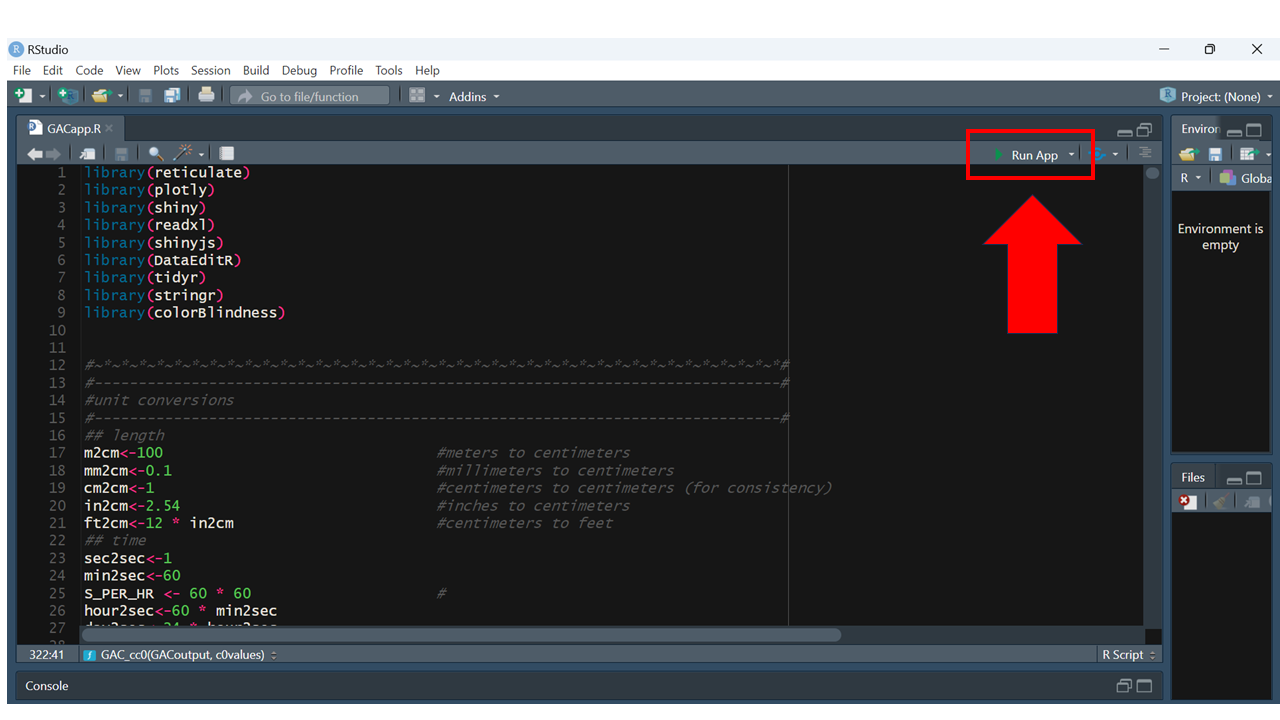 RStudio
File Edit Code View Plots Session Build Debug Profile Tools Help
Go to file/function Addins Project: (None)
GACapp.R Environ
Run App
R Globa
Environment is
empty
1 library(reticulate)
2 library(plotly)
3 library(shiny)
4 library(readxl)
5 library(shinyjs)
6 library(DataEditR)
7 library(tidyr)
8 library(stringr)
9 library(colorBlindness)
10
11
12 #~*~*~*~*~*~*~*~*~*~*~*~*~*~*~*~*~*~*~*~*~*~*~*~*~*~*~*~*~*~*~*~*~*~*~*~*~*~*~*#
13 #------------------------------------------------------------------------------#
14 #unit conversions
15 #------------------------------------------------------------------------------#
16 ## length
17 m2cm<-100 #meters to centimeters
18 mm2cm<-0.1 #millimeters to centimeters
19 cm2cm<-1 #centimeters to centimeters (for consistency)
20 in2cm<-2.54 #inches to centimeters
21 ft2cm<-12 * in2cm #centimeters to feet
22 ## time
23 sec2sec<-1
24 min2sec<-60
25 S_PER_HR <- 60 * 60 #
26 hour2sec<-60 * min2sec
27
Files
322:41 GAC_cc0(GACoutput, c0values) R Script
Console